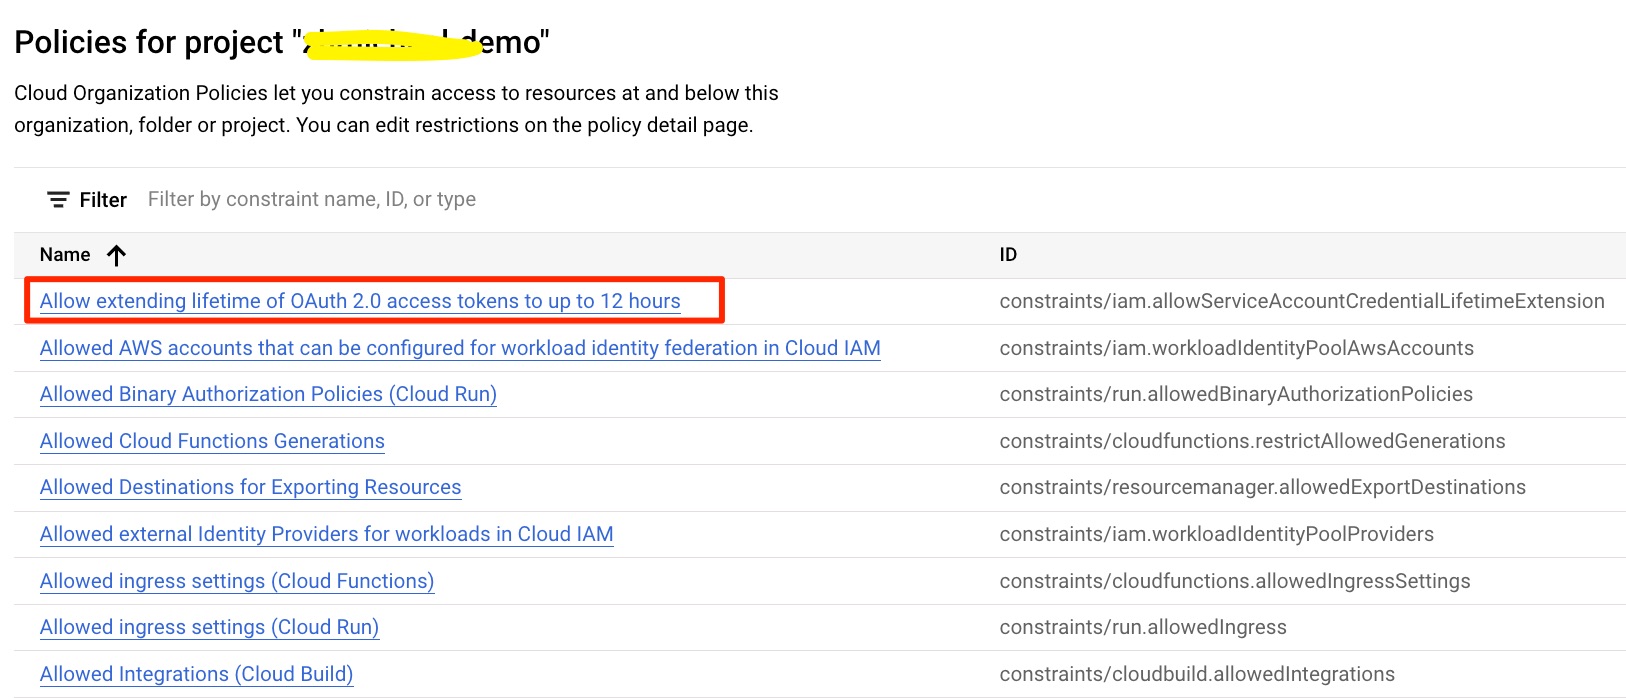 Policies for project "demo"
Cloud Organization Policies let you constrain access to resources at and below this
organization, folder or project. You can edit restrictions on the policy detail page.
Filter Filter by constraint name, ID, or type
Name ID
Allow extending lifetime of OAuth 2.0 access tokens to up to 12 hours constraints/iam.allowServiceAccountCredentialLifetimeExtension
Allowed AWS accounts that can be configured for workload identity federation in Cloud IAM constraints/iam.workloadIdentityPoolAwsAccounts
Allowed Binary Authorization Policies (Cloud Run) constraints/run.allowedBinaryAuthorizationPolicies
Allowed Cloud Functions Generations constraints/cloudfunctions.restrictAllowedGenerations
Allowed Destinations for Exporting Resources constraints/resourcemanager.allowedExportDestinations
Allowed external Identity Providers for workloads in Cloud IAM constraints/iam.workloadIdentityPoolProviders
Allowed ingress settings (Cloud Functions) constraints/cloudfunctions.allowedIngressSettings
Allowed ingress settings (Cloud Run) constraints/run.allowedIngress
Allowed Integrations (Cloud Build) constraints/cloudbuild.allowedIntegrations